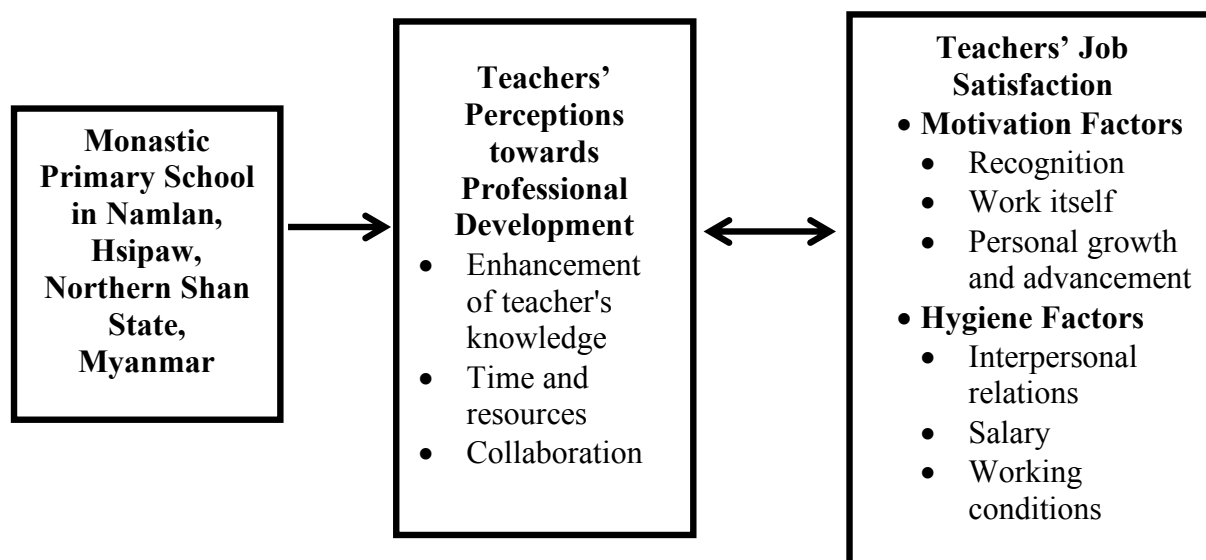 Monastic
Primary School
in Namlan,
Hsipaw,
Northern Shan
State,
Myanmar
Teachers’
Perceptions
towards
Professional
Development
• Enhancement
of teacher's
knowledge
• Time and
resources
• Collaboration
Teachers’ Job
Satisfaction
• Motivation Factors
• Recognition
• Work itself
• Personal growth
and advancement
• Hygiene Factors
• Interpersonal
relations
• Salary
• Working
conditions